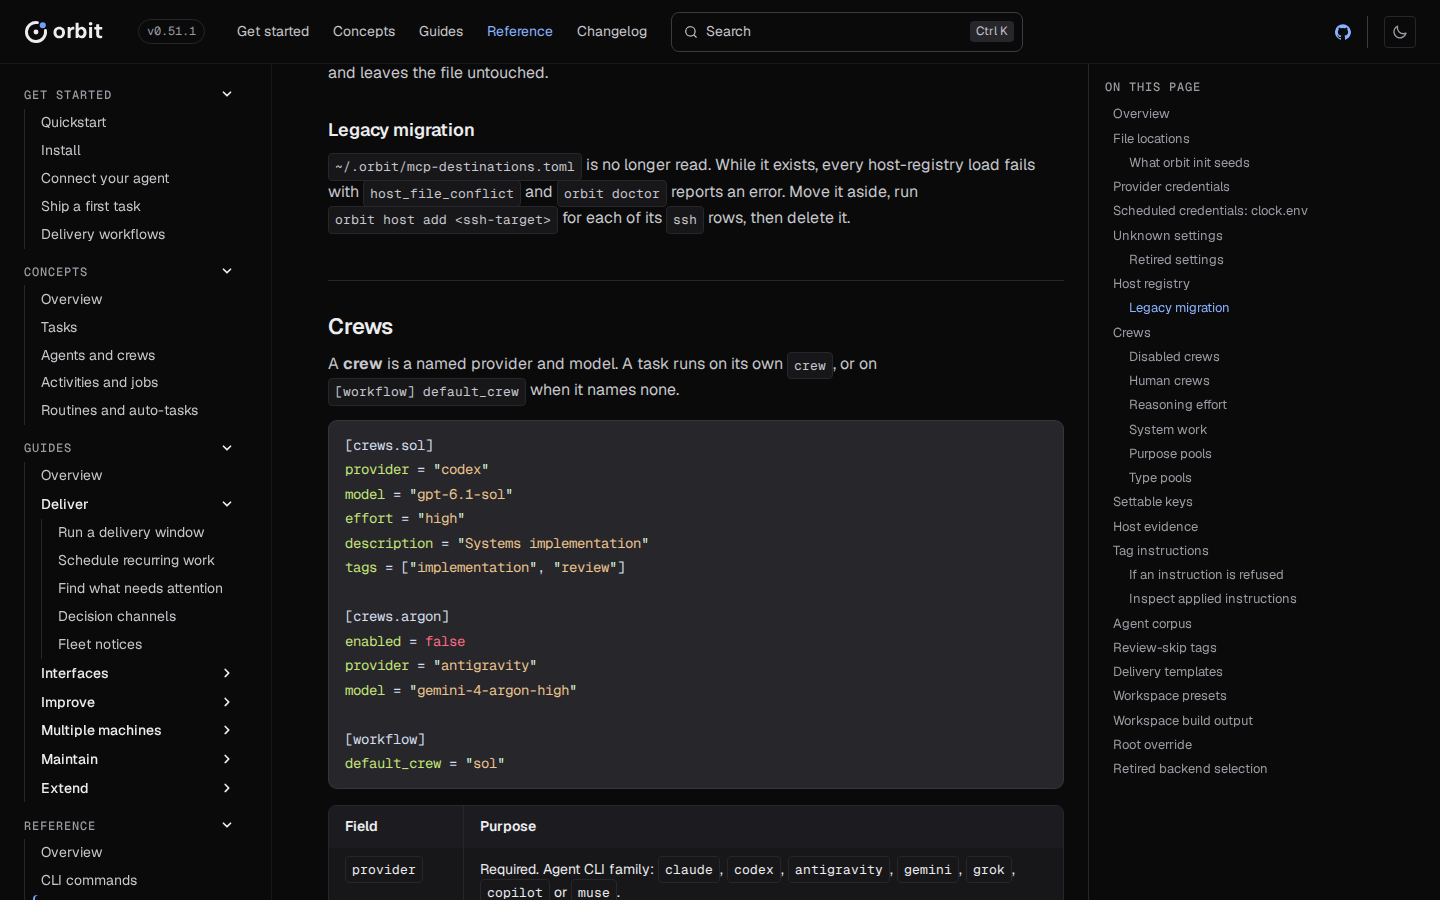 orbit
v0.51.1
Get started
Concepts
Guides
Reference
Changelog
Search
Ctrl K
GET STARTED
Quickstart
Install
Connect your agent
Ship a first task
Delivery workflows
CONCEPTS
Overview
Tasks
Agents and crews
Activities and jobs
Routines and auto-tasks
GUIDES
Overview
Deliver
Run a delivery window
Schedule recurring work
Find what needs attention
Decision channels
Fleet notices
Interfaces
Improve
Multiple machines
Maintain
Extend
REFERENCE
Overview
CLI commands
and leaves the file untouched.
Legacy migration
~/.orbit/mcp-destinations.toml is no longer read. While it exists, every host-registry load fails
with host_file_conflict and orbit doctor reports an error. Move it aside, run
orbit host add <ssh-target> for each of its ssh rows, then delete it.
Crews
A crew is a named provider and model. A task runs on its own crew, or on
[workflow] default_crew when it names none.
[crews.sol]
provider = "codex"
model = "gpt-6.1-sol"
effort = "high"
description = "Systems implementation"
tags = ["implementation", "review"]
[crews.argon]
enabled = false
provider = "antigravity"
model = "gemini-4-argon-high"
[workflow]
default_crew = "sol"
Field Purpose
provider Required. Agent CLI family: claude, codex, antigravity, gemini, grok,
copilot or muse.
ON THIS PAGE
Overview
File locations
What orbit init seeds
Provider credentials
Scheduled credentials: clock.env
Unknown settings
Retired settings
Host registry
Legacy migration
Crews
Disabled crews
Human crews
Reasoning effort
System work
Purpose pools
Type pools
Settable keys
Host evidence
Tag instructions
If an instruction is refused
Inspect applied instructions
Agent corpus
Review-skip tags
Delivery templates
Workspace presets
Workspace build output
Root override
Retired backend selection